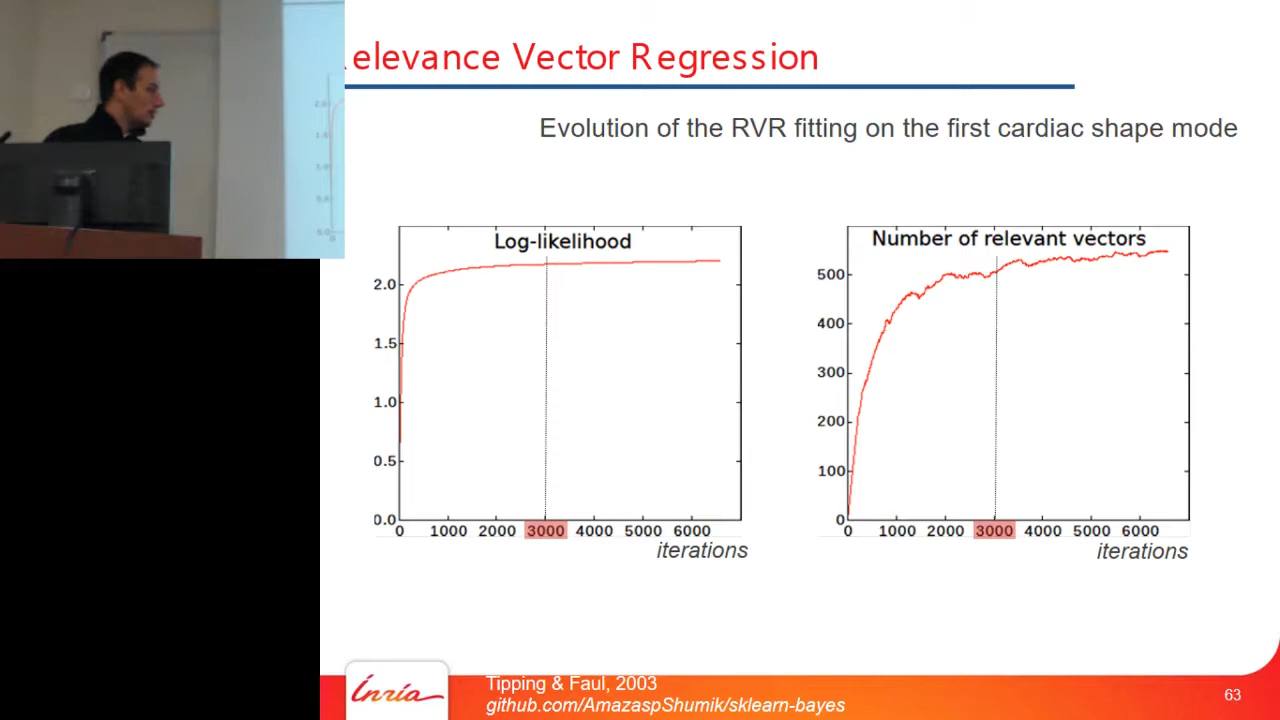 elevance Vector Regression
Evolution of the RVR fitting on the first cardiac shape mode
Log-likelihood
2.0
1.5
1.0
0.5
0.0
0 1000 2000 3000 4000 5000 6000
iterations
Number of relevant vectors
500
400
300
200
100
0
0 1000 2000 3000 4000 5000 6000
iterations
Inria
Tipping & Faul, 2003
github.com/AmazaspShumik/sklearn-bayes
63